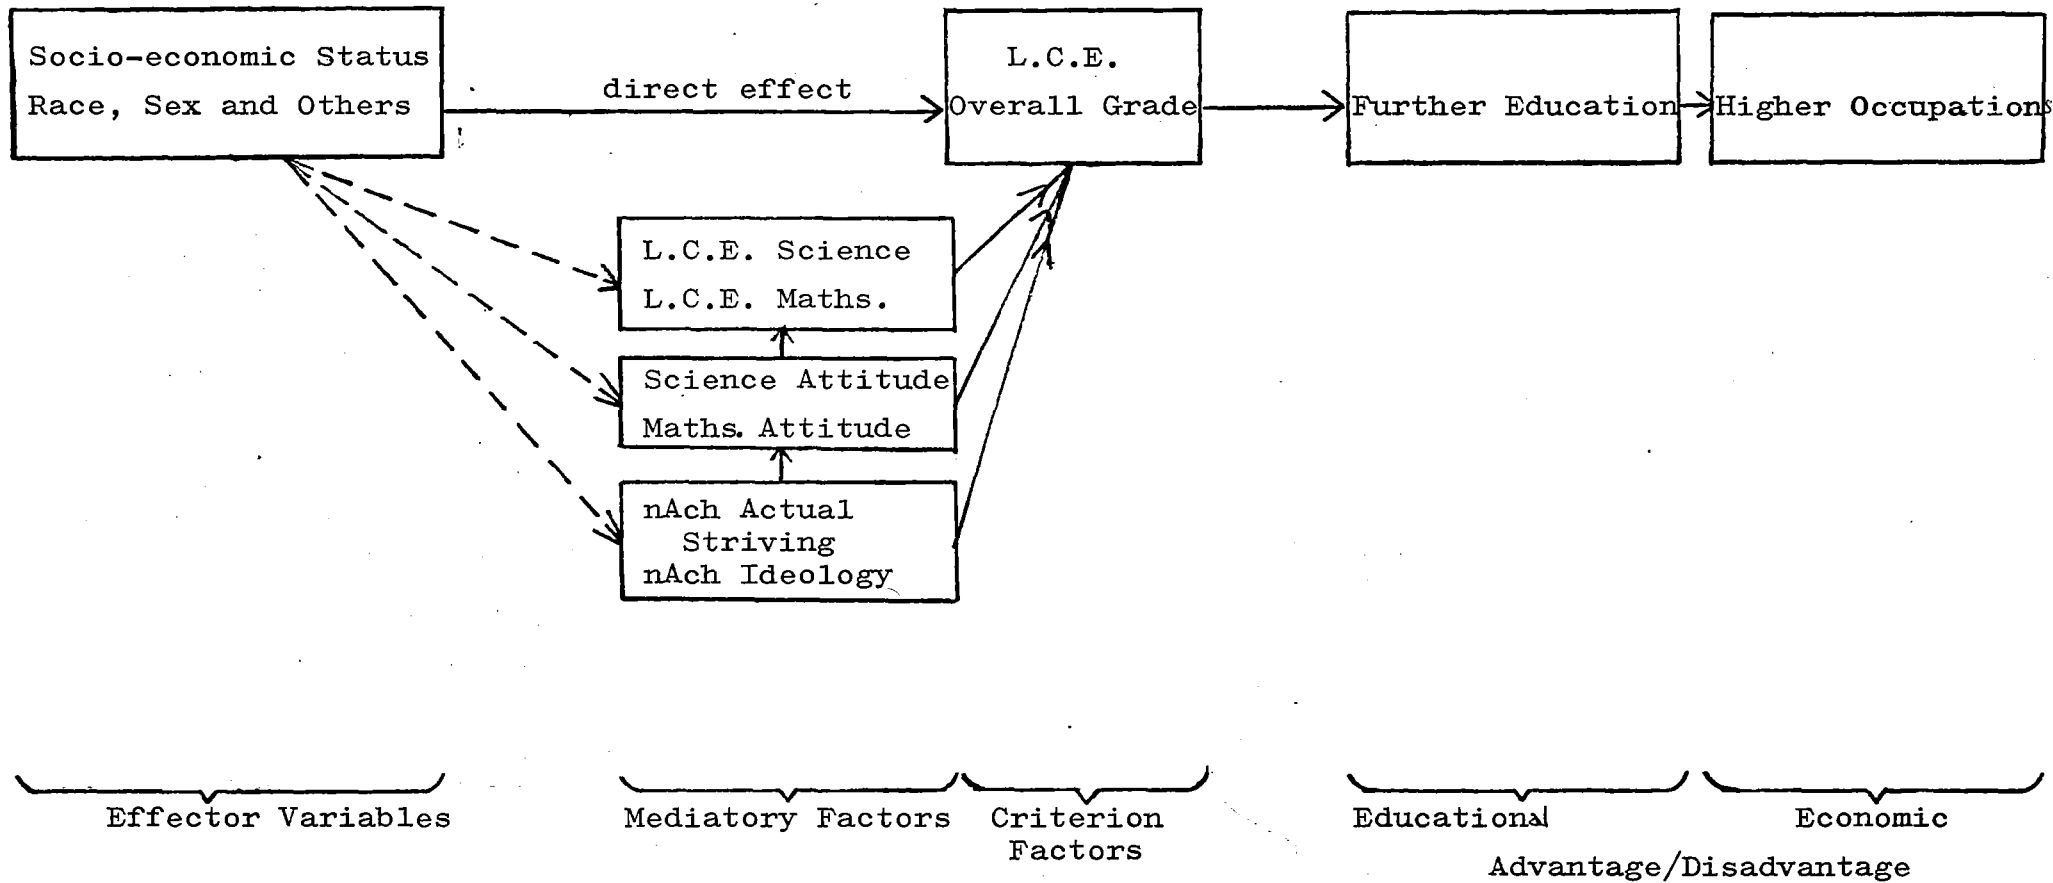 Socio-economic Status
Race, Sex and Others
direct effect
L.C.E.
Overall Grade
Further Education
Higher Occupations
L.C.E. Science
L.C.E. Maths.
Science Attitude
Maths. Attitude
nAch Actual
Striving
nAch Ideology
Effector Variables
Mediatory Factors
Criterion
Factors
Educational
Economic
Advantage/Disadvantage